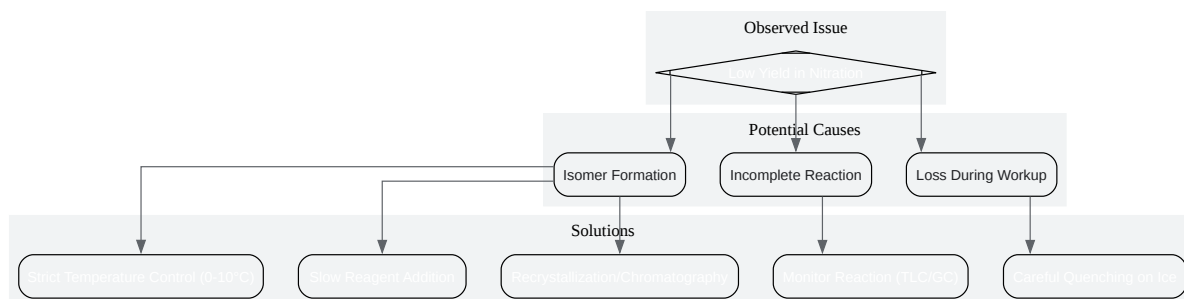 Observed Issue
Low Yield in Nitration
Potential Causes
Isomer Formation
Incomplete Reaction
Loss During Workup
Solutions
Strict Temperature Control (0-10°C)
Slow Reagent Addition
Recrystallization/Chromatography
Monitor Reaction (TLC/GC)
Careful Quenching on Ice